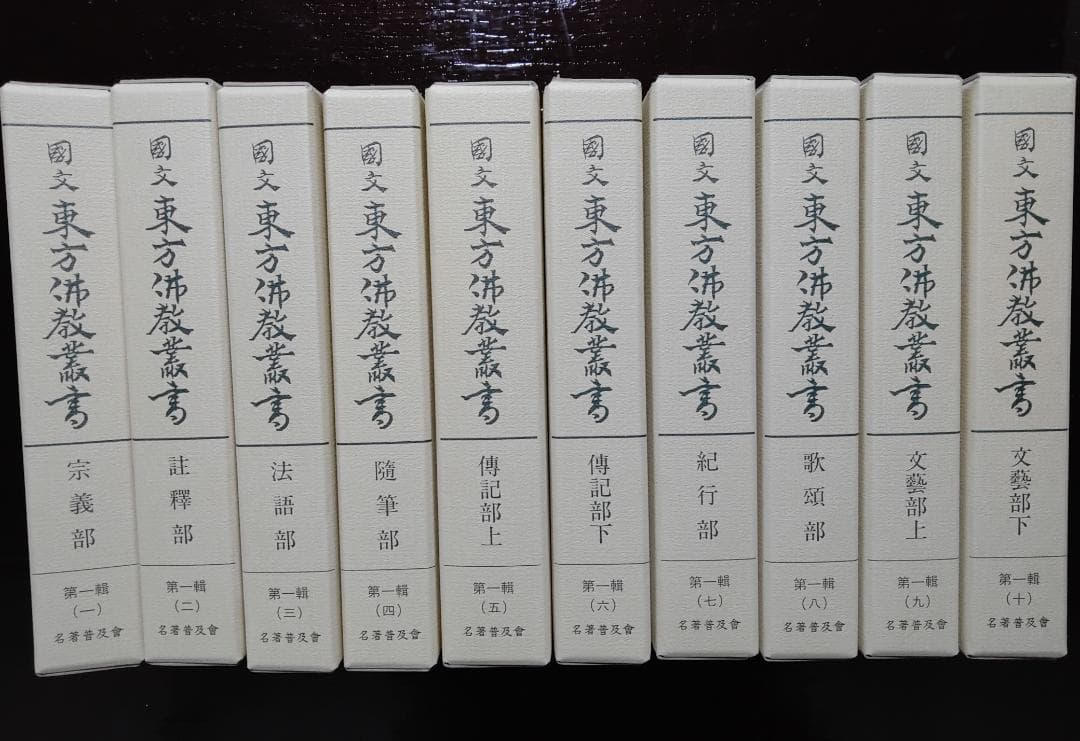 國文東方佛教叢書
宗義部
第一輯
(一)
名著普及會
國文東方佛教叢書
註釋部
第一輯
(二)
名著普及會
國文東方佛教叢書
法語部
第一輯
(三)
名著普及會
國文東方佛教叢書
隨筆部
第一輯
(四)
名著普及會
國文東方佛教叢書
傳記部上
第一輯
(五)
名著普及會
國文東方佛教叢書
傳記部下
第一輯
(六)
名著普及會
國文東方佛教叢書
紀行部
第一輯
(七)
名著普及會
國文東方佛教叢書
歌頌部
第一輯
(八)
名著普及會
國文東方佛教叢書
文藝部上
第一輯
(九)
名著普及會
國文東方佛教叢書
文藝部下
第一輯
(十)
名著普及會